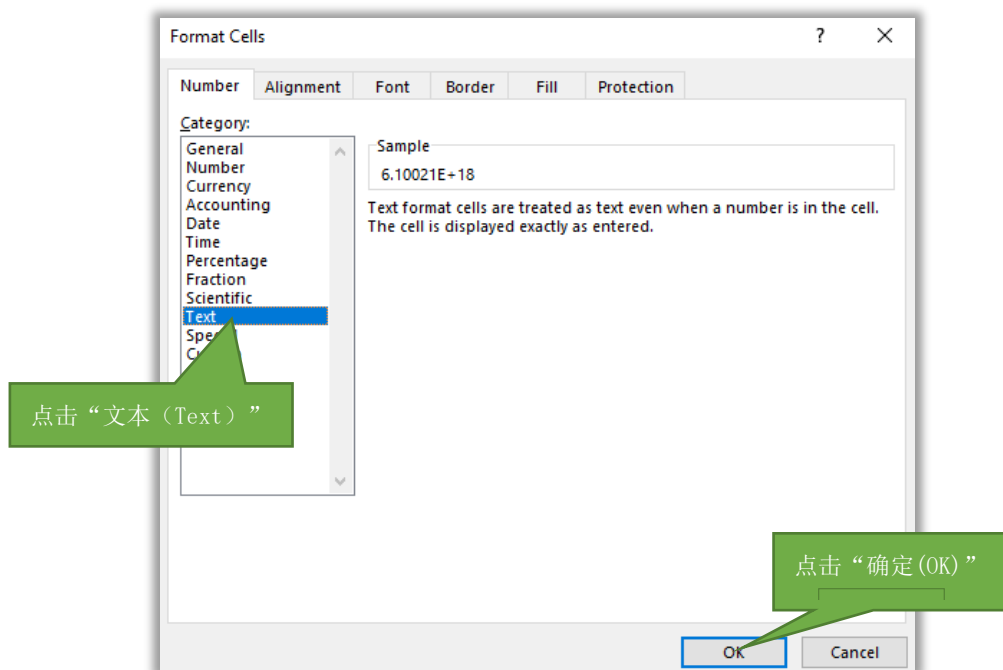 Format Cells
?
Number Alignment Font Border Fill Protection
Category:
General
Number
Currency
Accounting
Date
Time
Percentage
Fraction
Scientific
Text
Sample
6.10021E+18
Text format cells are treated as text even when a number is in the cell.
The cell is displayed exactly as entered.
点击“文本（Text）”
点击“确定(OK)”
OK Cancel